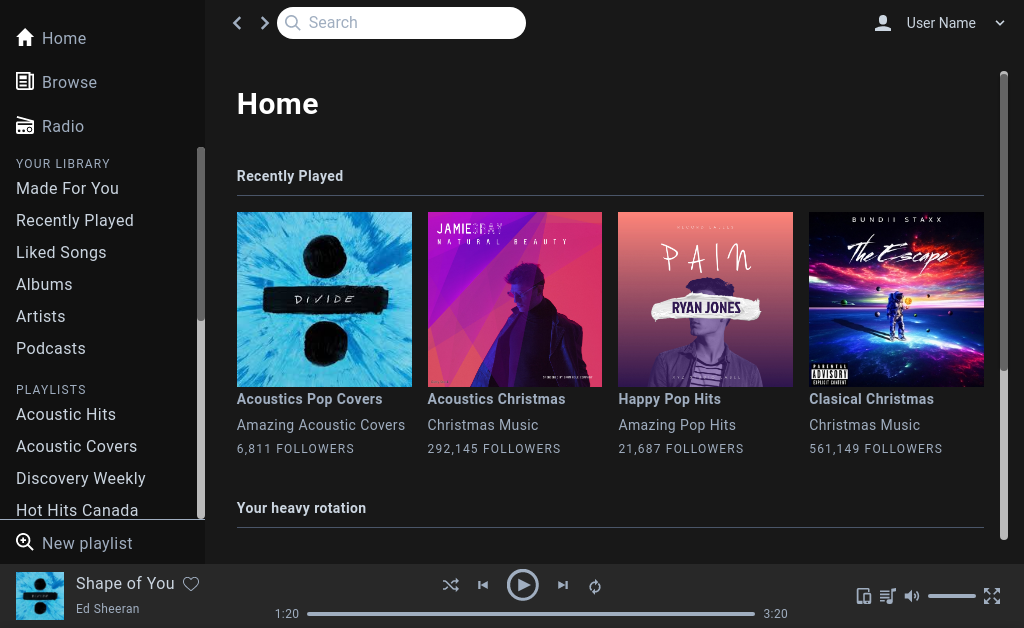 Home
Browse
Radio
YOUR LIBRARY
Made For You
Recently Played
Liked Songs
Albums
Artists
Podcasts
PLAYLISTS
Acoustic Hits
Acoustic Covers
Discovery Weekly
Hot Hits Canada
New playlist
Search
User Name
Home
Recently Played
DIVIDE
Acoustics Pop Covers
Amazing Acoustic Covers
6,811 FOLLOWERS
JAMIE GRAY
NATURAL BEAUTY
Acoustics Christmas
Christmas Music
292,145 FOLLOWERS
PAIN
RYAN JONES
Happy Pop Hits
Amazing Pop Hits
21,687 FOLLOWERS
BUNDII STAXX
The Escape
PARENTAL
ADVISORY
EXPLICIT CONTENT
Clasical Christmas
Christmas Music
561,149 FOLLOWERS
Your heavy rotation
Shape of You
Ed Sheeran
1:20
3:20